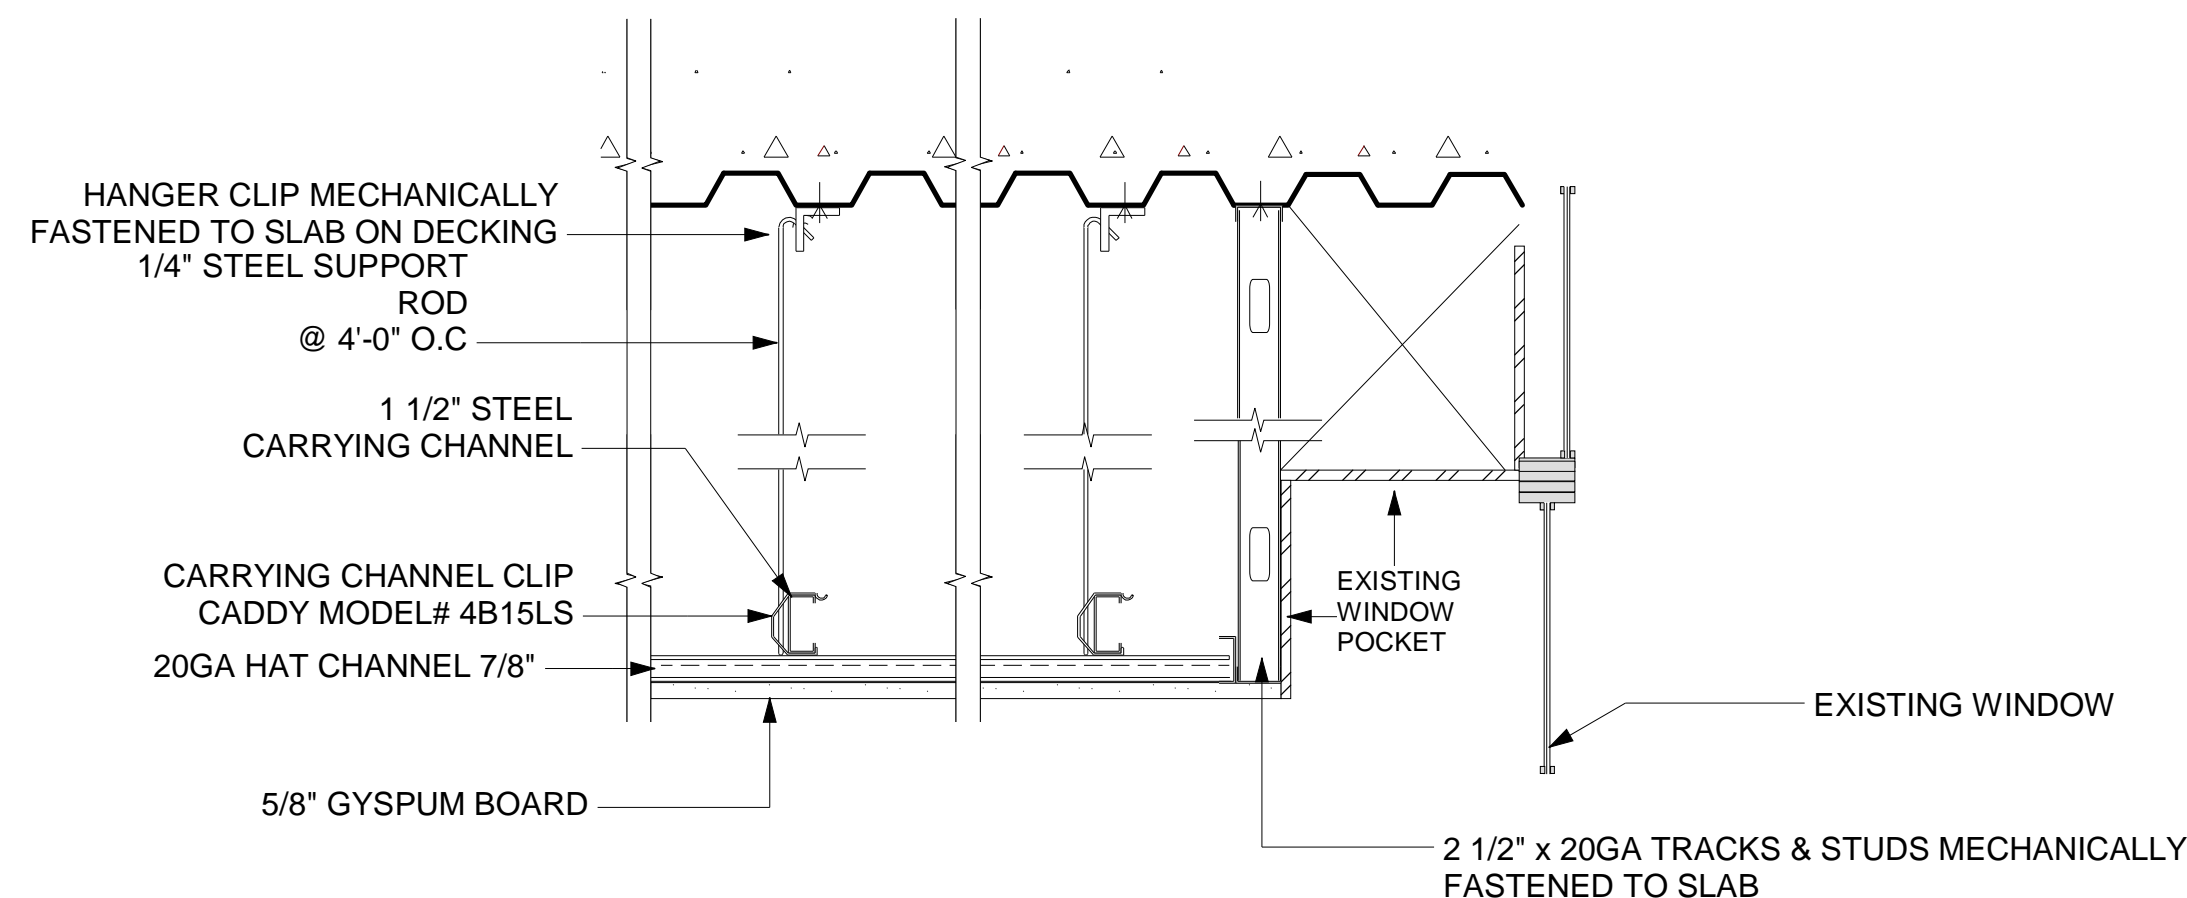 HANGER CLIP MECHANICALLY
FASTENED TO SLAB ON DECKING
1/4" STEEL SUPPORT
ROD
@ 4'-0" O.C
1 1/2" STEEL
CARRYING CHANNEL
CARRYING CHANNEL CLIP
CADDY MODEL# 4B15LS
20GA HAT CHANNEL 7/8"
5/8" GYSPUM BOARD
EXISTING
WINDOW
POCKET
EXISTING WINDOW
2 1/2" x 20GA TRACKS & STUDS MECHANICALLY
FASTENED TO SLAB